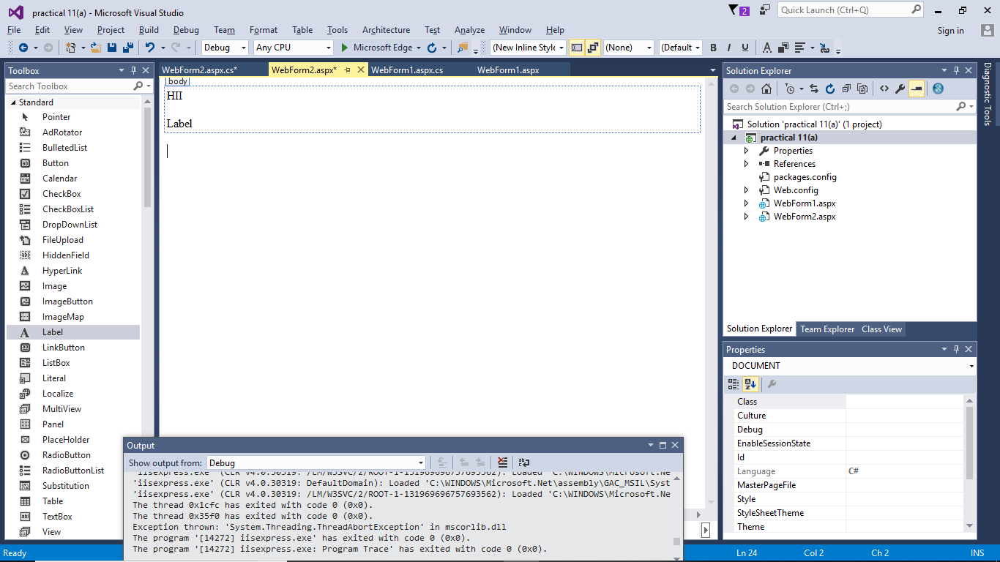 practical 11(a) - Microsoft Visual Studio
2
Quick Launch (Ctrl+Q)
File Edit View Project Build Debug Team Format Table Tools Architecture Test Analyze Window Help
Sign in
Debug Any CPU Microsoft Edge (New Inline Style (None) (Default B I U A
Toolbox
Search Toolbox
Standard
Pointer
AdRotator
BulletedList
Button
Calendar
CheckBox
CheckBoxList
DropDownList
FileUpload
HiddenField
HyperLink
Image
ImageButton
ImageMap
Label
LinkButton
ListBox
Literal
Localize
MultiView
Panel
PlaceHolder
RadioButton
RadioButtonList
Substitution
Table
TextBox
View
WebForm2.aspx.cs* WebForm2.aspx* WebForm1.aspx.cs WebForm1.aspx
body
HII
Label
Output
Show output from: Debug
'iisexpress.exe' (CLR v4.0.30319: /LM/W3SVC/2/ROOT-1-131969696757693562): Loaded 'C:\WINDOWS\Microsoft.Ne
'iisexpress.exe' (CLR v4.0.30319: DefaultDomain): Loaded 'C:\WINDOWS\Microsoft.Net\assembly\GAC_MSIL\Syst
'iisexpress.exe' (CLR v4.0.30319: /LM/W3SVC/2/ROOT-1-131969696757693562): Loaded 'C:\WINDOWS\Microsoft.Ne
The thread 0x1cfc has exited with code 0 (0x0).
The thread 0x35f0 has exited with code 0 (0x0).
Exception thrown: 'System.Threading.ThreadAbortException' in mscorlib.dll
The program '[14272] iisexpress.exe' has exited with code 0 (0x0).
The program '[14272] iisexpress.exe: Program Trace' has exited with code 0 (0x0).
Solution Explorer
Search Solution Explorer (Ctrl+;)
Solution 'practical 11(a)' (1 project)
practical 11(a)
Properties
References
packages.config
Web.config
WebForm1.aspx
WebForm2.aspx
Solution Explorer Team Explorer Class View
Properties
DOCUMENT
Class
Culture
Debug
EnableSessionState
Id
Language C#
MasterPageFile
Style
StyleSheetTheme
Theme
Diagnostic Tools
Ready Ln 24 Col 2 Ch 2 INS